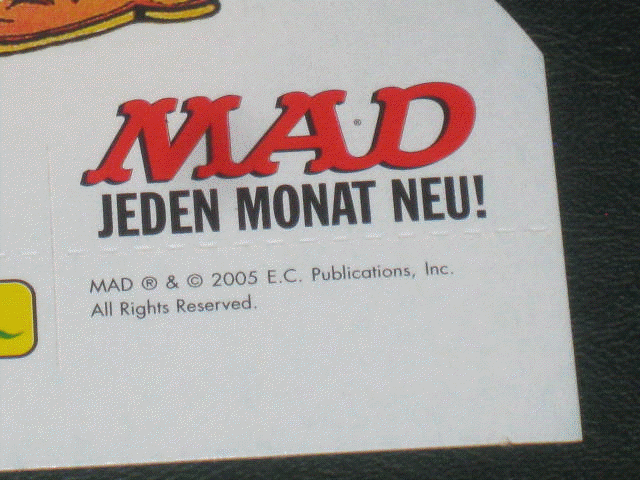 MAD®
JEDEN MONAT NEU!
MAD ® & © 2005 E.C. Publications, Inc.
All Rights Reserved.